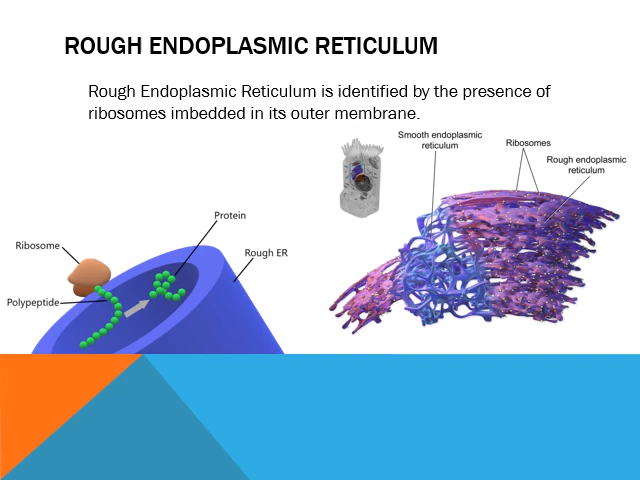 ROUGH ENDOPLASMIC RETICULUM
Rough Endoplasmic Reticulum is identified by the presence of
ribosomes imbedded in its outer membrane.
Smooth endoplasmic
reticulum
Ribosomes
Rough endoplasmic
reticulum
Protein
Ribosome
Rough ER
Polypeptide